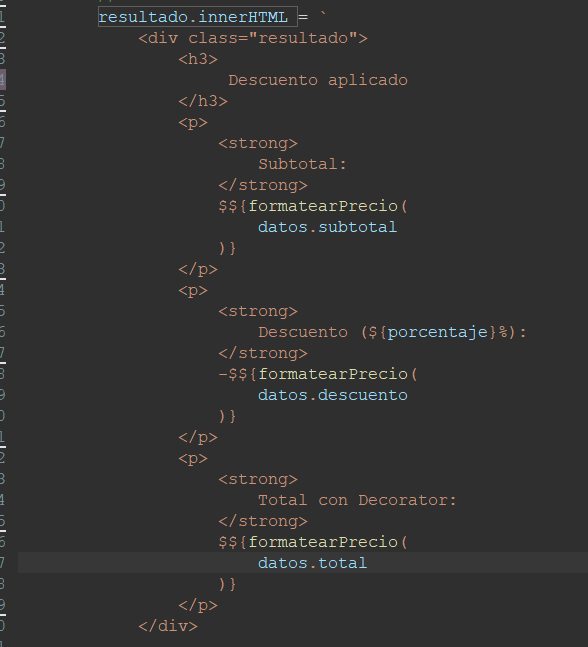 resultado.innerHTML = `
<div class="resultado">
<h3>
Descuento aplicado
</h3>
<p>
<strong>
Subtotal:
</strong>
$${formatearPrecio(
datos.subtotal
)}
</p>
<p>
<strong>
Descuento (${porcentaje}%):
</strong>
-$${formatearPrecio(
datos.descuento
)}
</p>
<p>
<strong>
Total con Decorator:
</strong>
$${formatearPrecio(
datos.total
)}
</p>
</div>